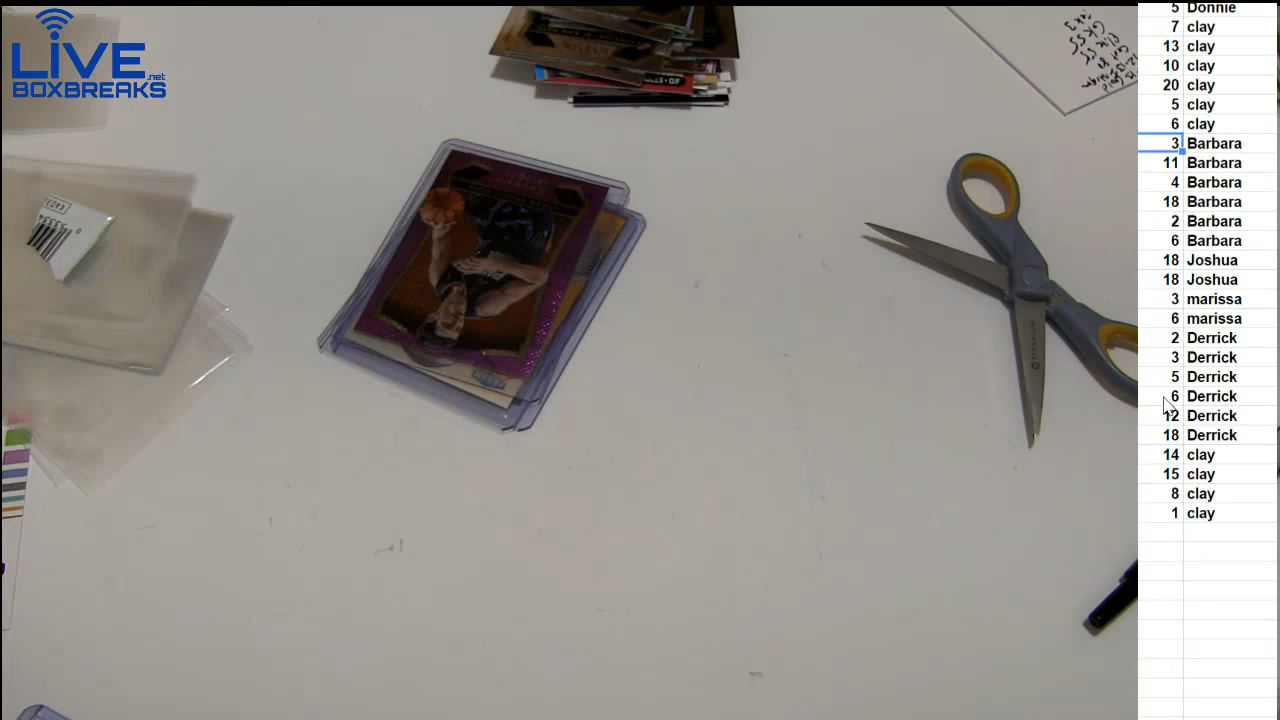 LIVE.net
BOXBREAKS
5 Donnie
7 clay
13 clay
10 clay
20 clay
5 clay
6 clay
3 Barbara
11 Barbara
4 Barbara
18 Barbara
2 Barbara
6 Barbara
18 Joshua
18 Joshua
3 marissa
6 marissa
2 Derrick
3 Derrick
5 Derrick
6 Derrick
12 Derrick
18 Derrick
14 clay
15 clay
8 clay
1 clay
TITANIUM